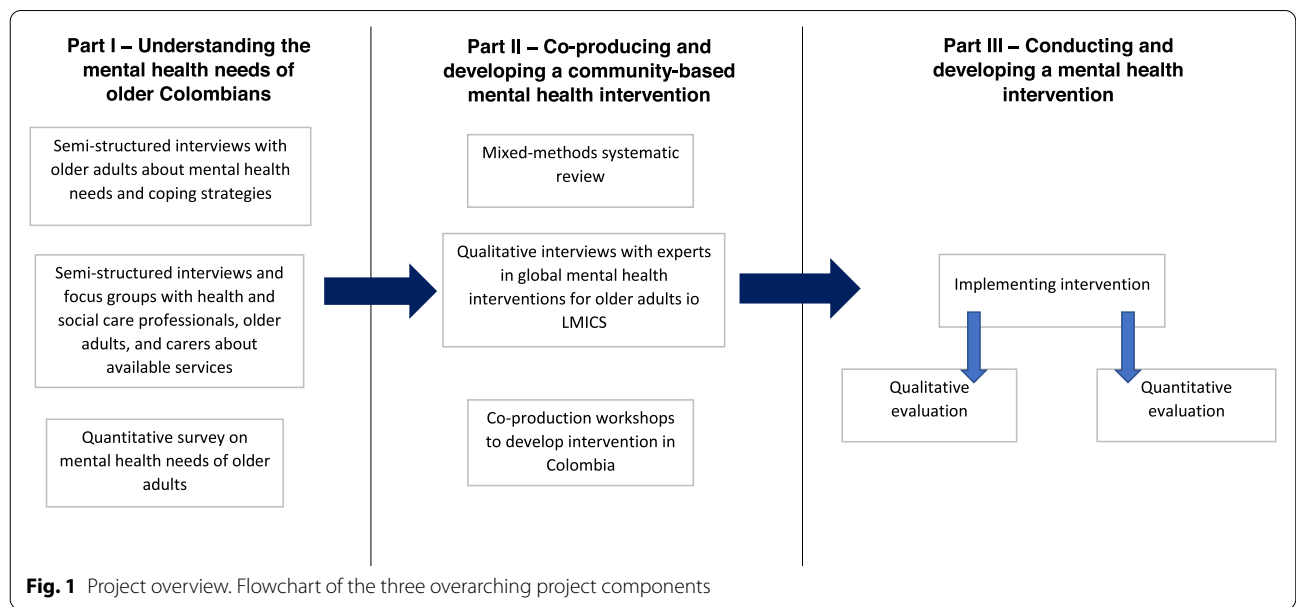 Part I – Understanding the
mental health needs of
older Colombians
Semi-structured interviews with
older adults about mental health
needs and coping strategies
Semi-structured interviews and
focus groups with health and
social care professionals, older
adults, and carers about
available services
Quantitative survey on
mental health needs of older
adults
Part II – Co-producing and
developing a community-based
mental health intervention
Mixed-methods systematic
review
Qualitative interviews with experts
in global mental health
interventions for older adults io
LMICS
Co-production workshops
to develop intervention in
Colombia
Part III – Conducting and
developing a mental health
intervention
Implementing intervention
Qualitative
evaluation
Quantitative
evaluation
Fig. 1 Project overview. Flowchart of the three overarching project components